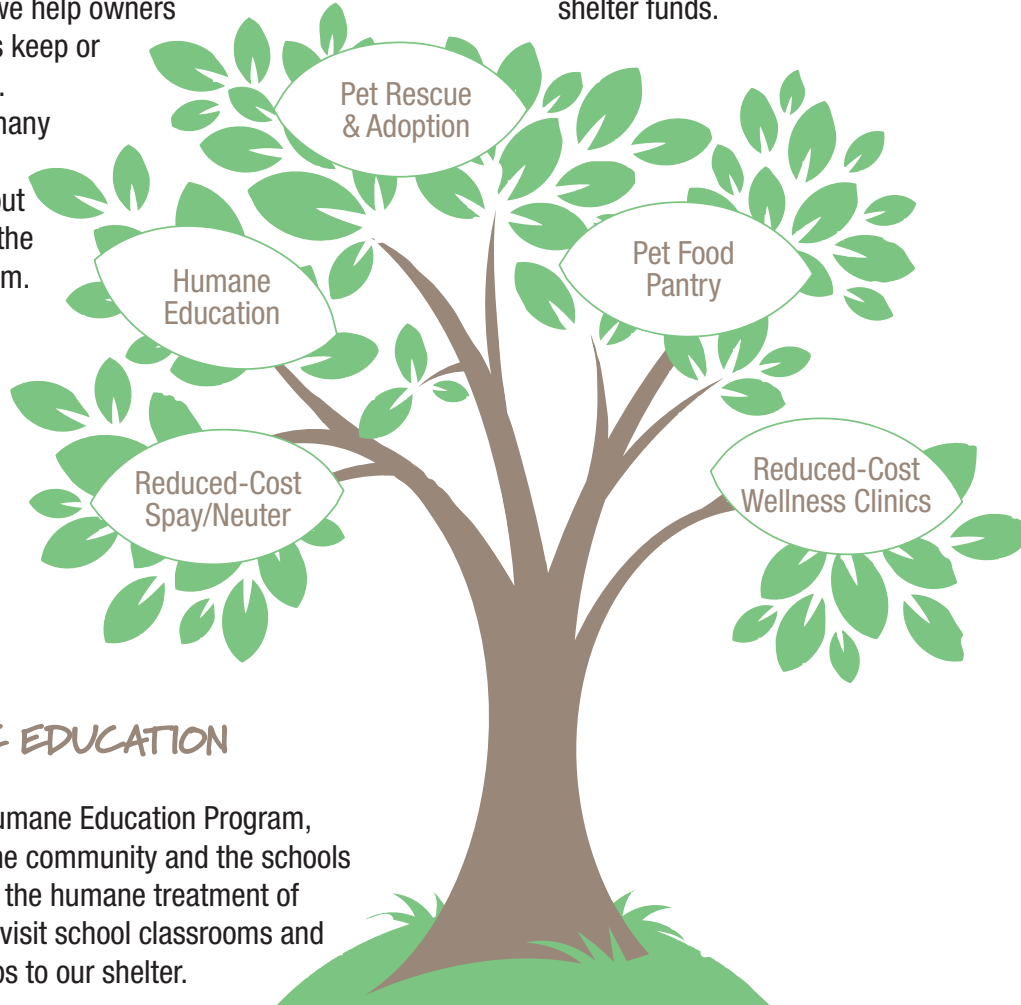 we help owners
keep or
.
many
out
the
m.
shelter funds.
Pet Rescue
& Adoption
Humane
Education
Pet Food
Pantry
Reduced-Cost
Spay/Neuter
Reduced-Cost
Wellness Clinics
EDUCATION
umane Education Program,
he community and the schools
the humane treatment of
visit school classrooms and
ps to our shelter.